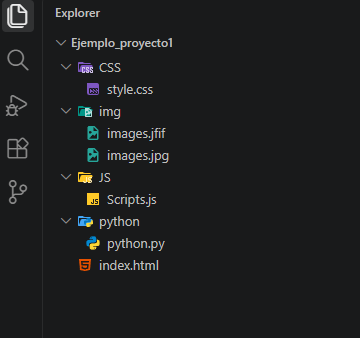 Explorer
Ejemplo_proyecto1
CSS
style.css
img
images.jfif
images.jpg
JS
Scripts.js
python
python.py
index.html